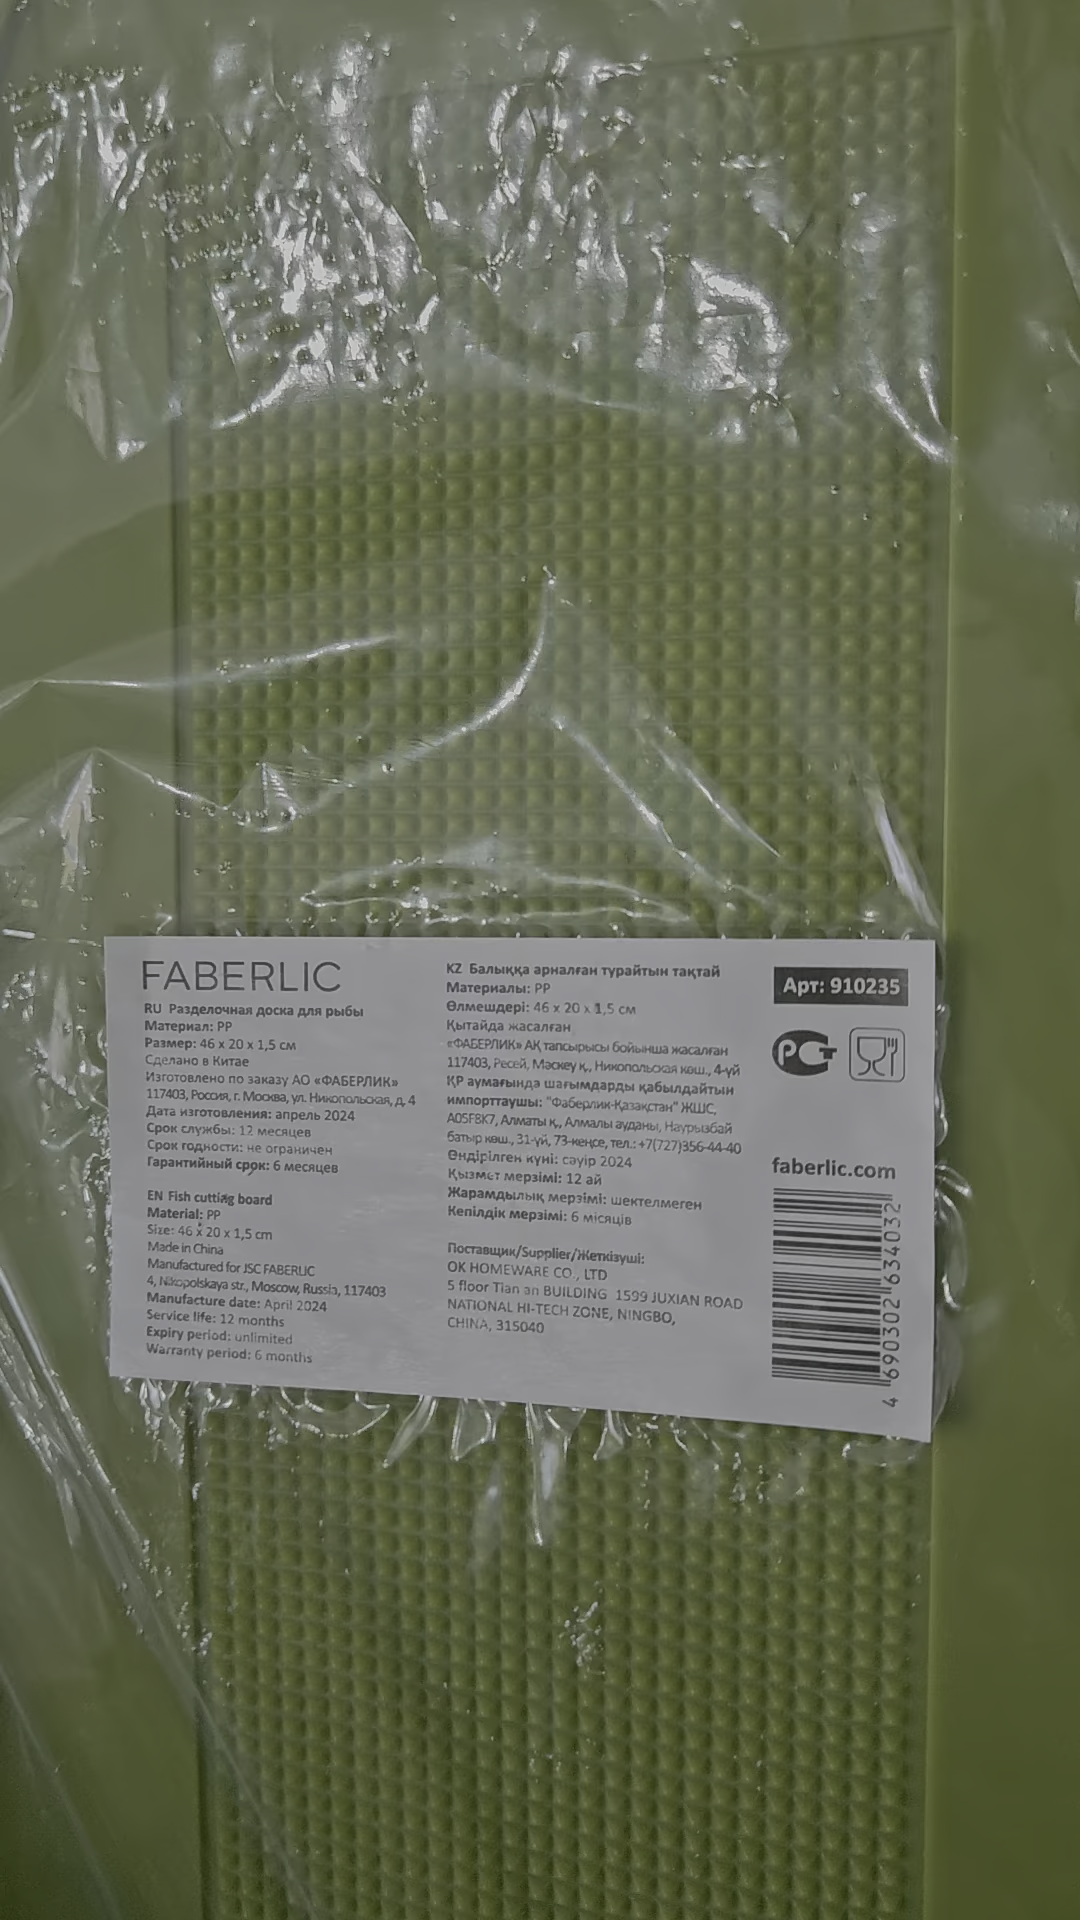 FABERLIC
RU Разделочная доска для рыбы
Материал: PP
Размер: 46 x 20 x 1,5 см
Сделано в Китае
Изготовлено по заказу АО «ФАБЕРЛИК»
117403, Россия, г. Москва, ул. Никопольская, д. 4
Дата изготовления: апрель 2024
Срок службы: 12 месяцев
Срок годности: не ограничен
Гарантийный срок: 6 месяцев
EN Fish cutting board
Material: PP
Size: 46 x 20 x 1,5 cm
Made in China
Manufactured for JSC FABERLIC
4, Nikopolskaya str., Moscow, Russia, 117403
Manufacture date: April 2024
Service life: 12 months
Expiry period: unlimited
Warranty period: 6 months
KZ Балыққа арналған турайтын тақтай
Материалы: PP
Өлмешдері: 46 x 20 x 1,5 см
Қытайда жасалған
«ФАБЕРЛИК» АҚ тапсырысы бойынша жасалған
117403, Ресей, Мәскеу қ., Никопольская көш., 4-үй
ҚР аумағында шағымдарды қабылдайтын
импорттаушы: "Фаберлик-Қазақстан" ЖШС,
A05F8K7, Алматы қ., Алмалы ауданы, Наурызбай
батыр көш., 31-үй, 73-кеңсе, тел.: +7(727)356-44-40
Өндірілген күні: сәуір 2024
Қызмет мерзімі: 12 ай
Жарамдылық мерзімі: шектелмеген
Кепілдік мерзімі: 6 місяців
Поставщик/Supplier/Жеткізуші:
OK HOMEWARE CO., LTD
5 floor Tian an BUILDING 1599 JUXIAN ROAD
NATIONAL HI-TECH ZONE, NINGBO,
CHINA, 315040
Арт: 910235
РСТ
faberlic.com
4 690302 634032